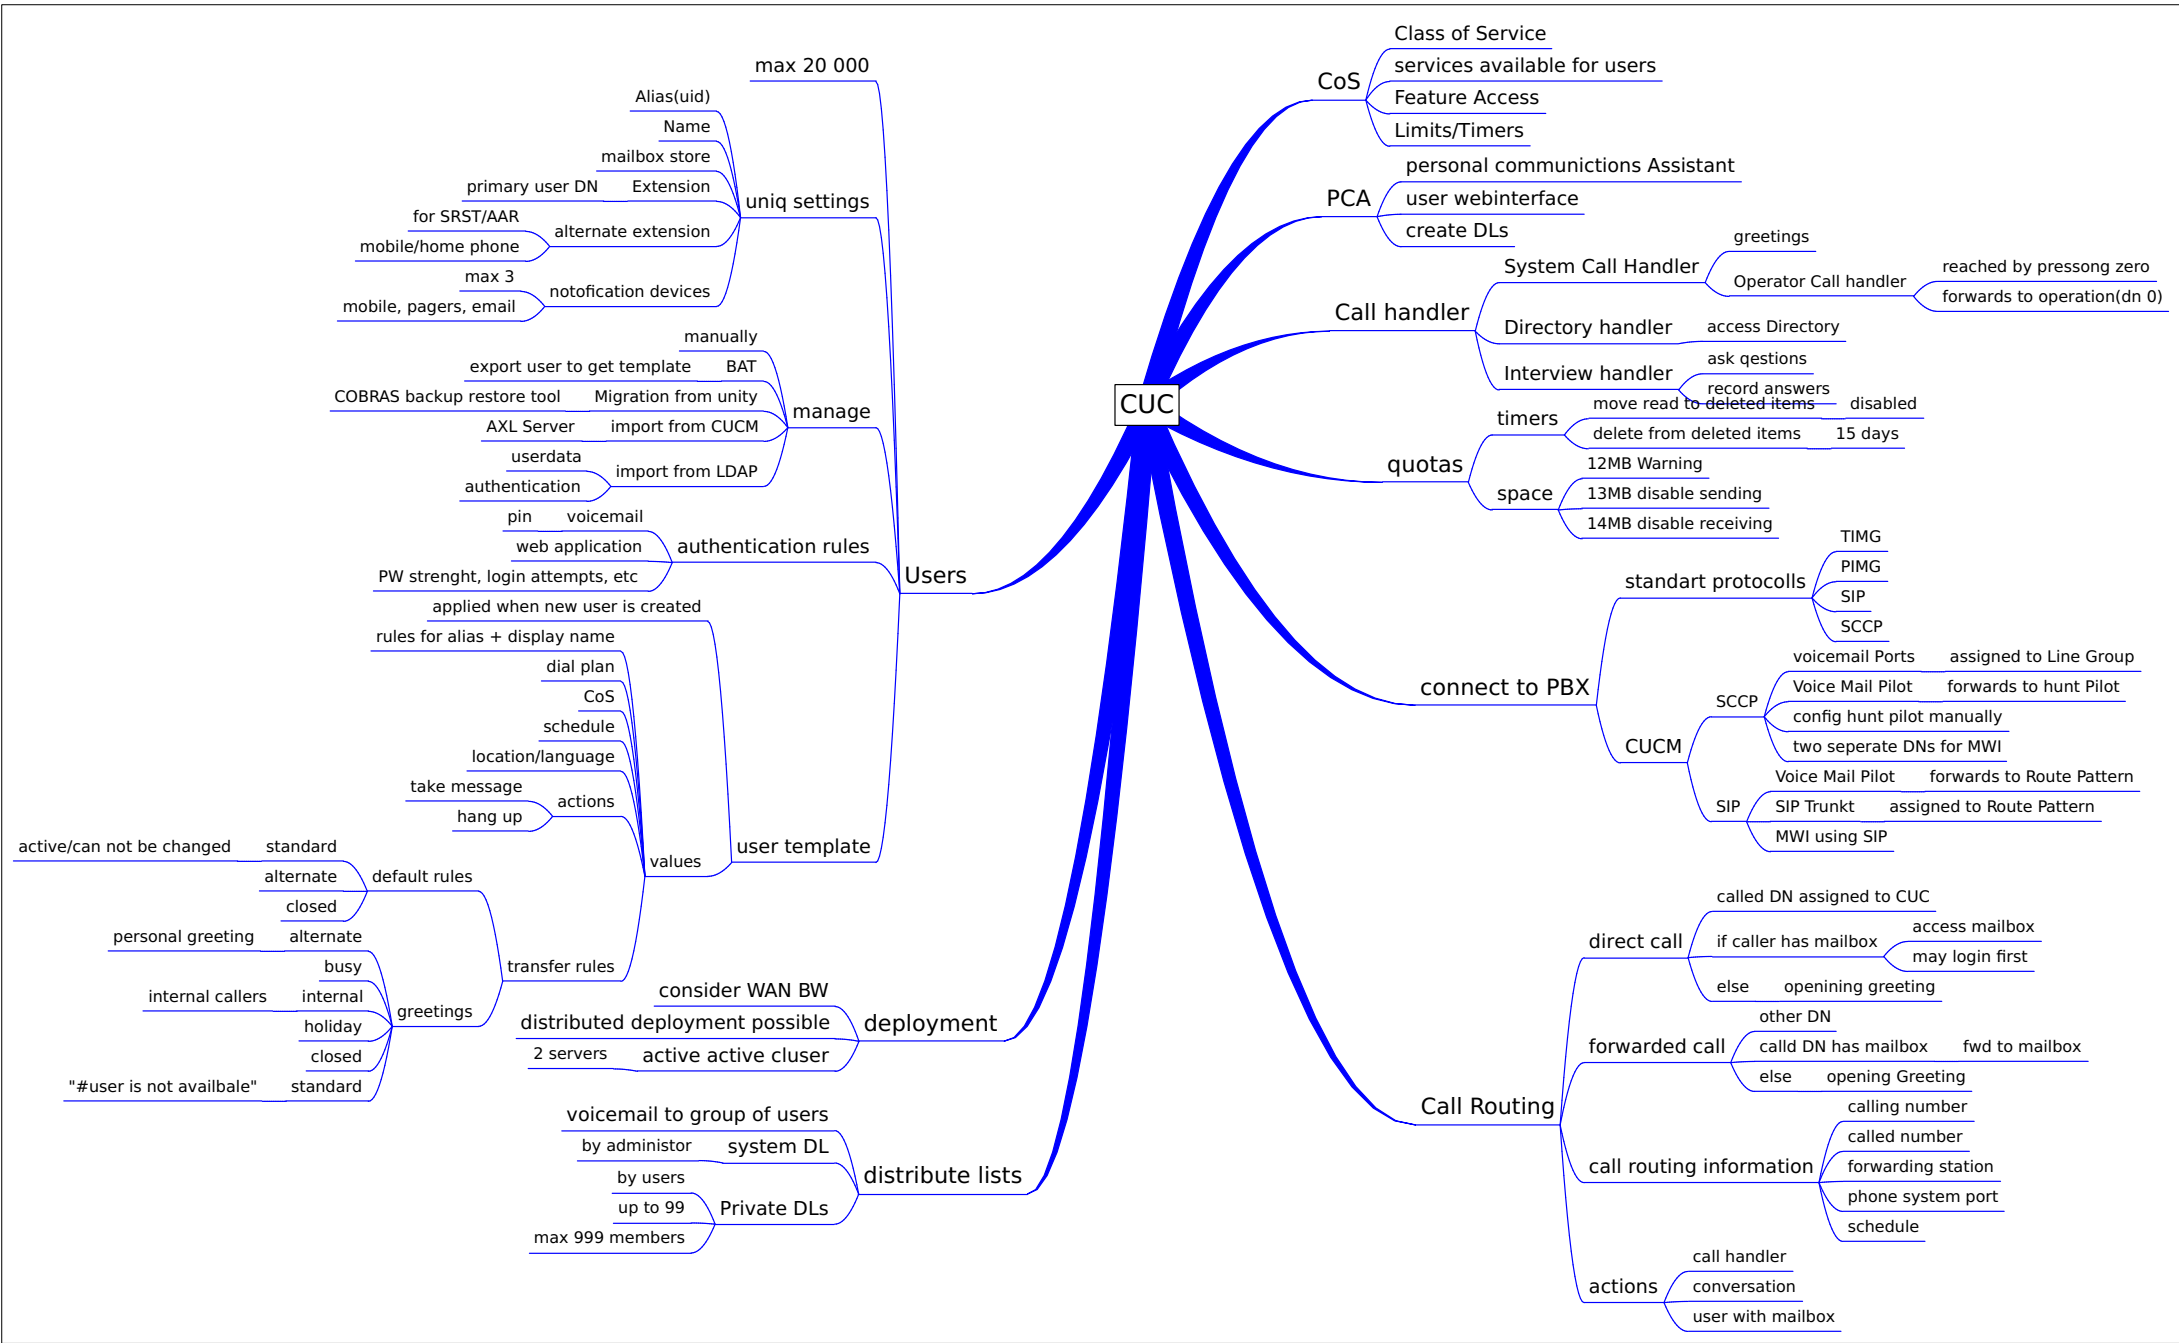 CUC
CoS
Class of Service
services available for users
Feature Access
Limits/Timers
PCA
personal communictions Assistant
user webinterface
create DLs
Call handler
System Call Handler
greetings
Operator Call handler
reached by pressong zero
forwards to operation(dn 0)
Directory handler
access Directory
Interview handler
ask qestions
record answers
quotas
timers
move read to deleted items
disabled
delete from deleted items
15 days
space
12MB Warning
13MB disable sending
14MB disable receiving
connect to PBX
standart protocolls
TIMG
PIMG
SIP
SCCP
CUCM
SCCP
voicemail Ports
assigned to Line Group
Voice Mail Pilot
forwards to hunt Pilot
config hunt pilot manually
two seperate DNs for MWI
SIP
Voice Mail Pilot
forwards to Route Pattern
SIP Trunkt
assigned to Route Pattern
MWI using SIP
Call Routing
direct call
called DN assigned to CUC
if caller has mailbox
access mailbox
may login first
else
openining greeting
forwarded call
other DN
calld DN has mailbox
fwd to mailbox
else
opening Greeting
call routing information
calling number
called number
forwarding station
phone system port
schedule
actions
call handler
conversation
user with mailbox
Users
max 20 000
uniq settings
Alias(uid)
Name
mailbox store
Extension
primary user DN
alternate extension
for SRST/AAR
mobile/home phone
notofication devices
max 3
mobile, pagers, email
manage
manually
BAT
export user to get template
Migration from unity
COBRAS backup restore tool
import from CUCM
AXL Server
import from LDAP
userdata
authentication
authentication rules
voicemail
pin
web application
PW strenght, login attempts, etc
user template
applied when new user is created
values
rules for alias + display name
dial plan
CoS
schedule
location/language
actions
take message
hang up
transfer rules
default rules
standard
active/can not be changed
alternate
closed
greetings
alternate
personal greeting
busy
internal
internal callers
holiday
closed
standard
"#user is not availbale"
deployment
consider WAN BW
distributed deployment possible
active active cluser
2 servers
distribute lists
voicemail to group of users
system DL
by administor
Private DLs
by users
up to 99
max 999 members